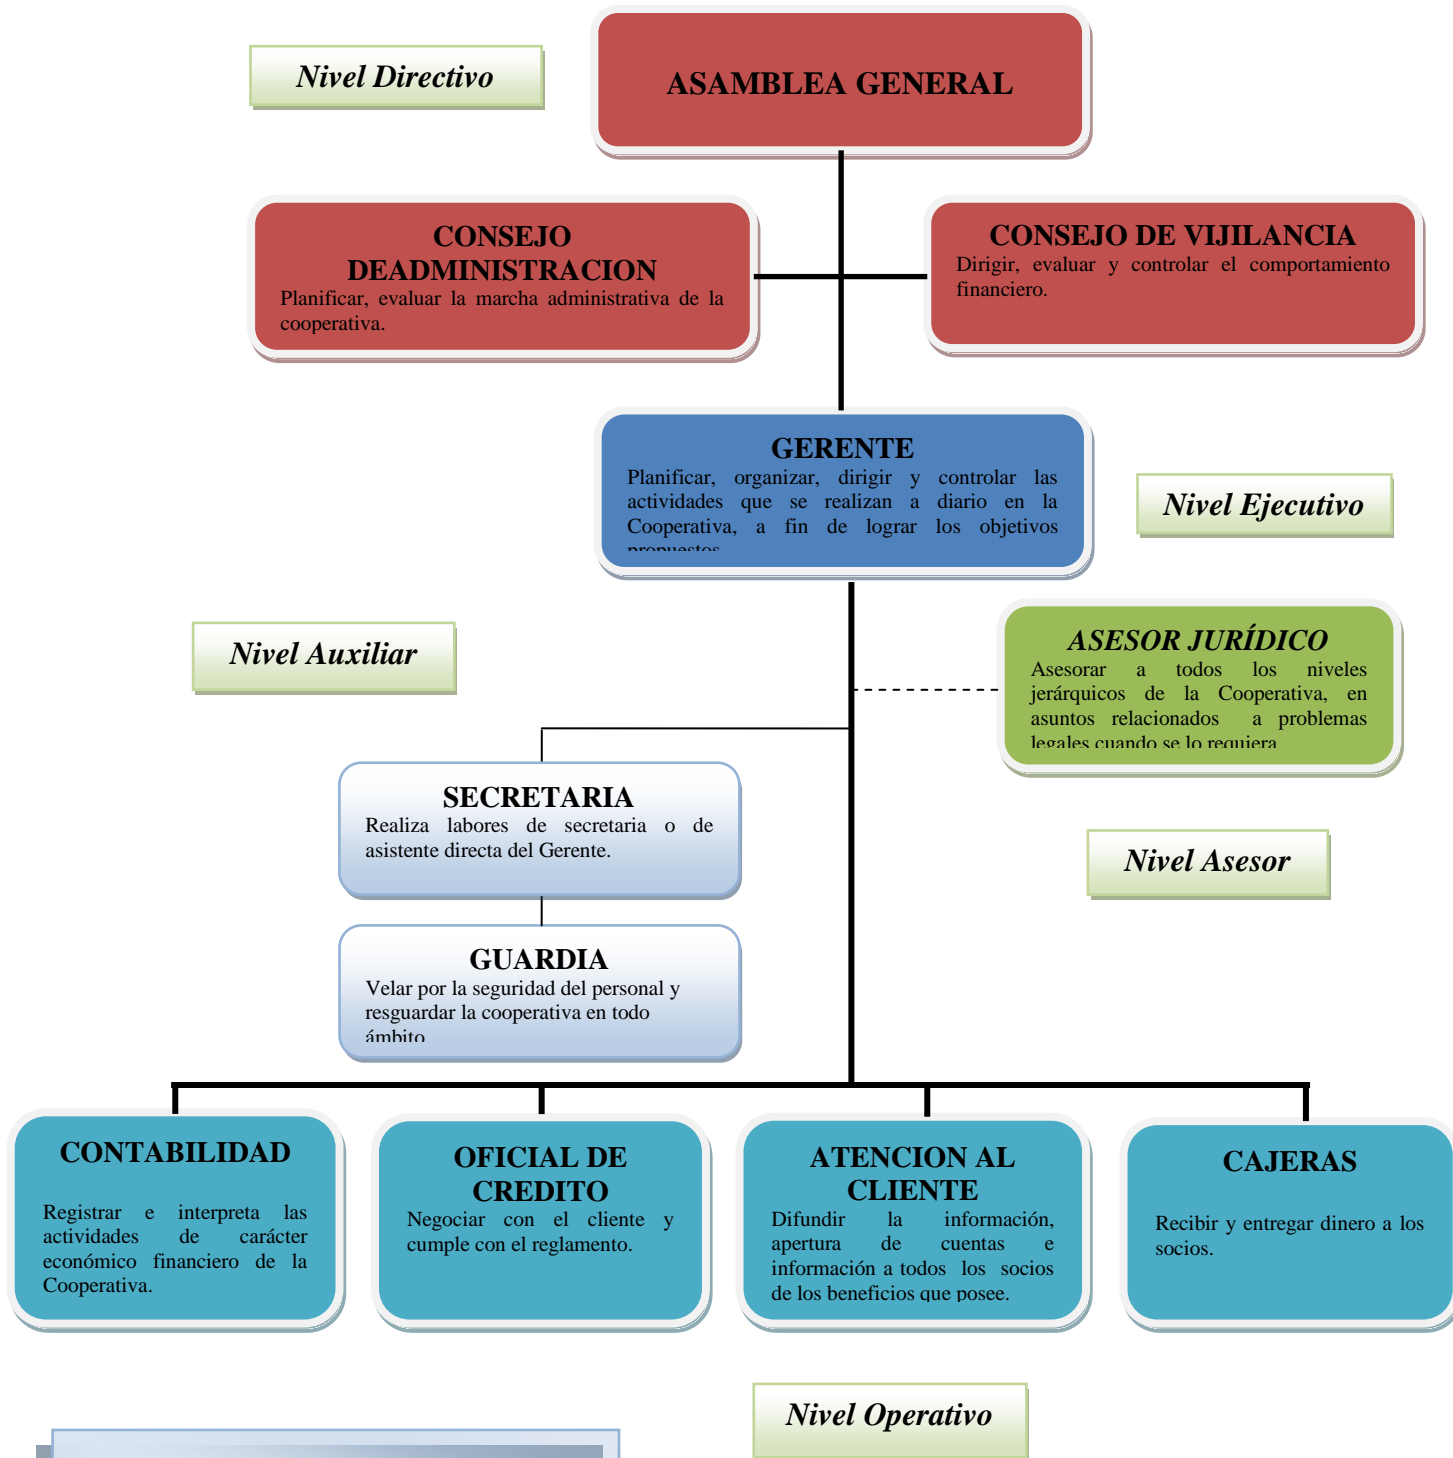 Nivel Directivo
ASAMBLEA GENERAL
CONSEJO
DEADMINISTRACION
Planificar, evaluar la marcha administrativa de la
cooperativa.
CONSEJO DE VIJILANCIA
Dirigir, evaluar y controlar el comportamiento
financiero.
GERENTE
Planificar, organizar, dirigir y controlar las
actividades que se realizan a diario en la
Cooperativa, a fin de lograr los objetivos
propuestos
Nivel Ejecutivo
Nivel Auxiliar
ASESOR JURÍDICO
Asesorar a todos los niveles
jerárquicos de la Cooperativa, en
asuntos relacionados a problemas
legales cuando se lo requiera
SECRETARIA
Realiza labores de secretaria o de
asistente directa del Gerente.
Nivel Asesor
GUARDIA
Velar por la seguridad del personal y
resguardar la cooperativa en todo
ámbito
CONTABILIDAD
Registrar e interpreta las
actividades de carácter
económico financiero de la
Cooperativa.
OFICIAL DE
CREDITO
Negociar con el cliente y
cumple con el reglamento.
ATENCION AL
CLIENTE
Difundir la información,
apertura de cuentas e
información a todos los socios
de los beneficios que posee.
CAJERAS
Recibir y entregar dinero a los
socios.
Nivel Operativo